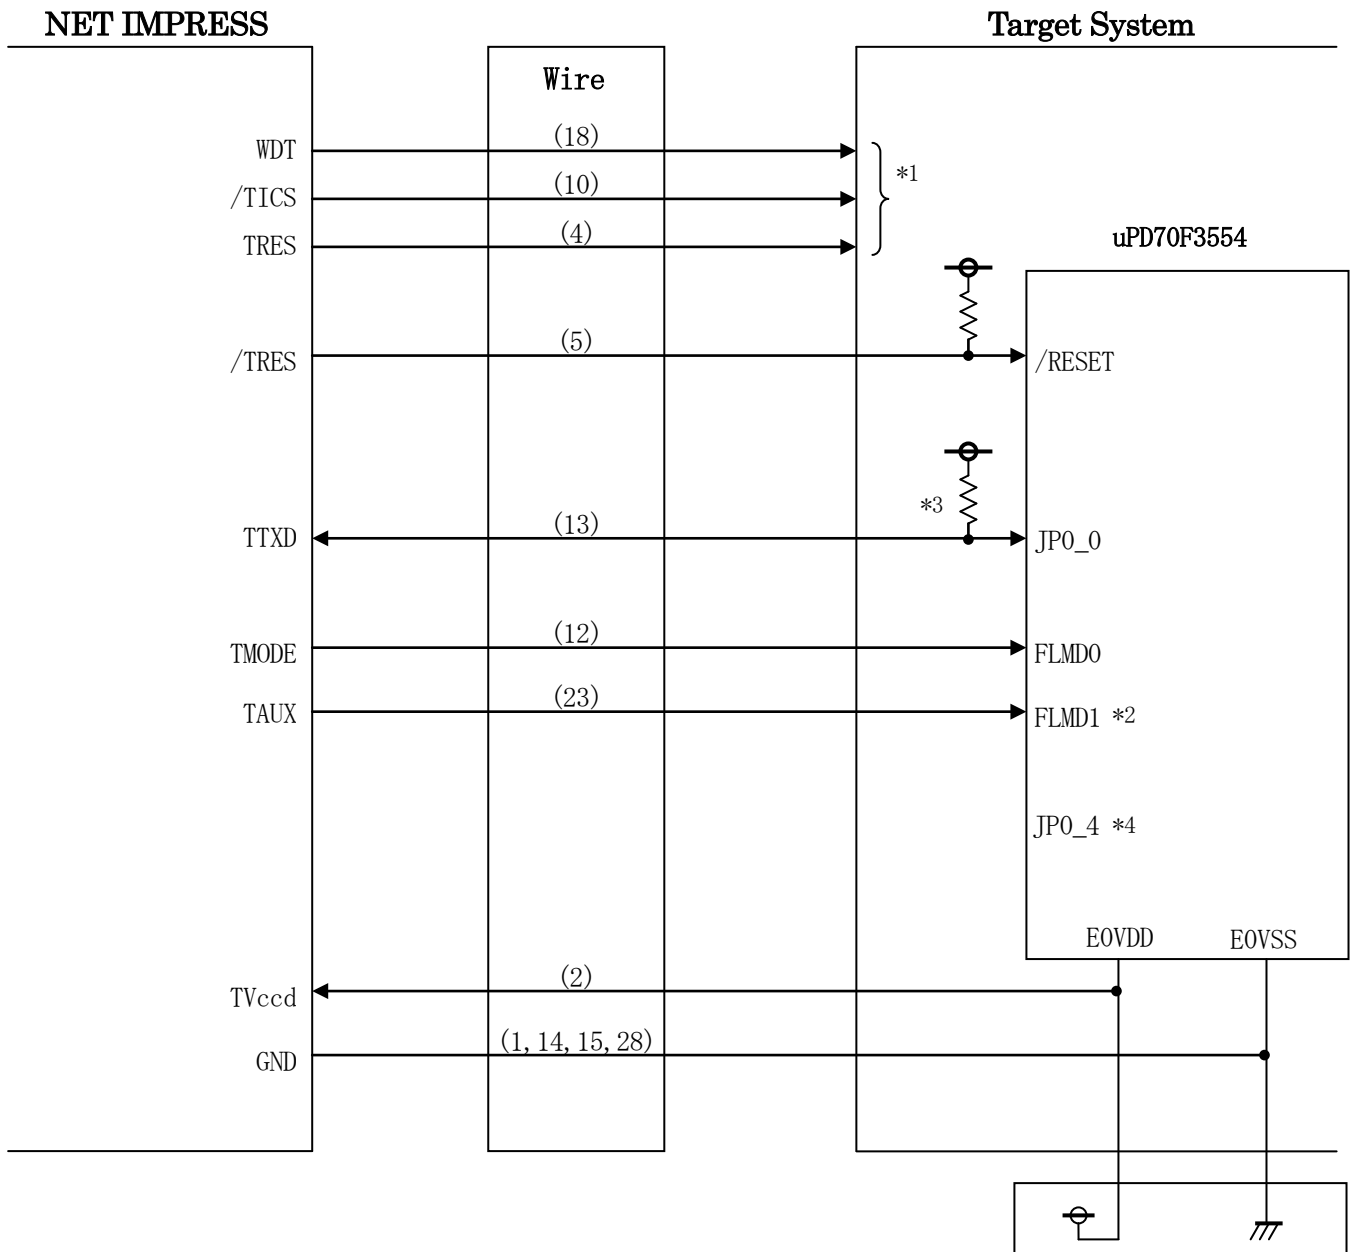 NET IMPRESS
Target System
Wire
WDT
(18)
*1
/TICS
(10)
TRES
(4)
uPD70F3554
/TRES
(5)
/RESET
*3
TTXD
(13)
JP0_0
TMODE
(12)
FLMD0
TAUX
(23)
FLMD1 *2
JP0_4 *4
E0VDD
E0VSS
TVccd
(2)
GND
(1,14,15,28)